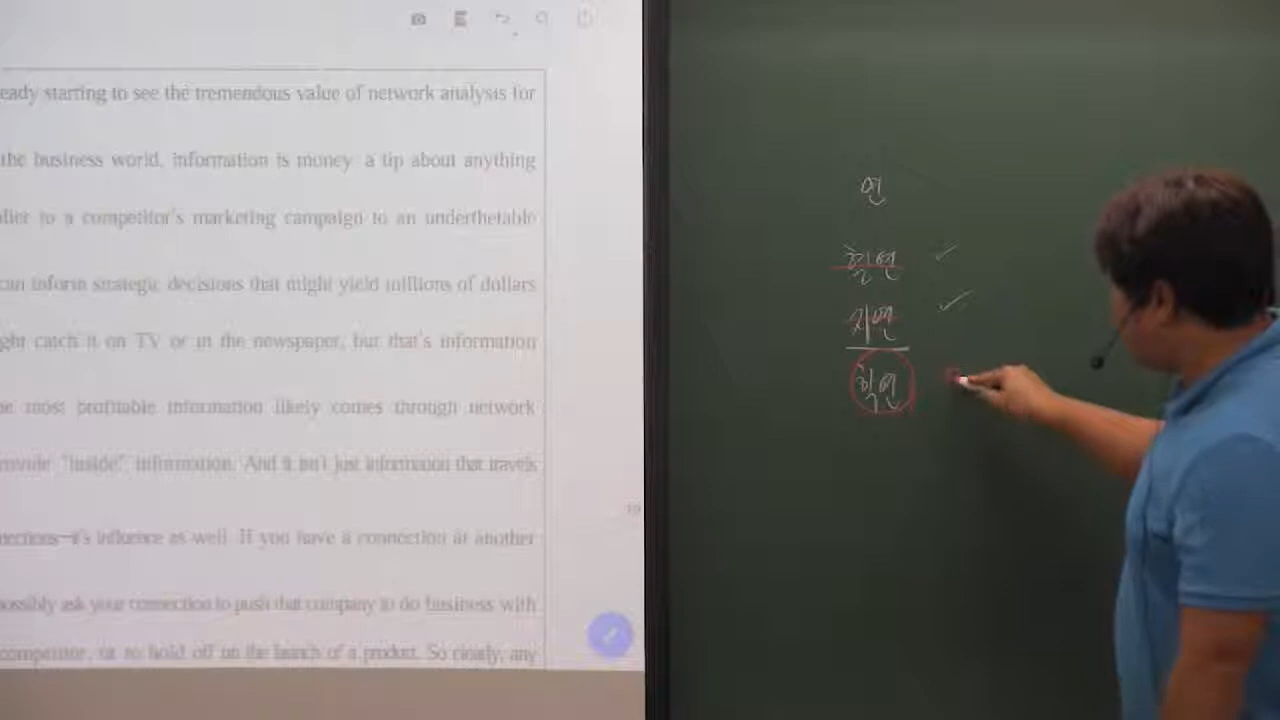 eady starting to see the tremendous value of network analysis for
the business world, information is money: a tip about anything
plier to a competitor's marketing campaign to an underthetable
can inform strategic decisions that might yield millions of dollars
ght catch it on TV or in the newspaper, but that's information
e most profitable information likely comes through network
rovide "inside" information. And it isn't just information that travels
nections—it's influence as well. If you have a connection at another
possibly ask your connection to push that company to do business with
competitor, or to hold off on the launch of a product. So clearly, any
연
혈연
지연
학연